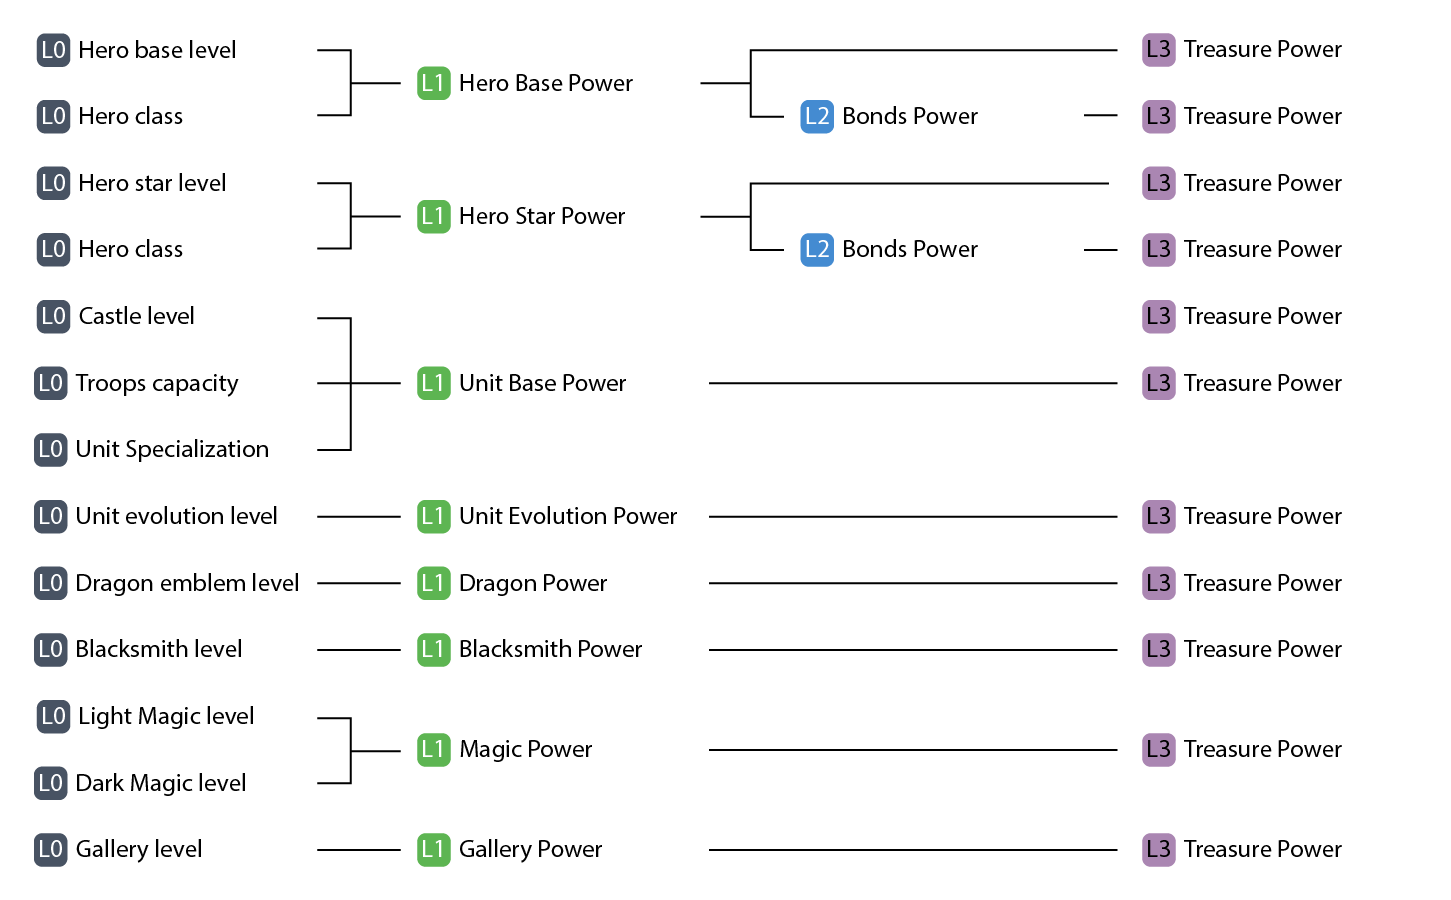 L0 Hero base level
L3 Treasure Power
L1 Hero Base Power
L0 Hero class
L2 Bonds Power
L3 Treasure Power
L0 Hero star level
L3 Treasure Power
L1 Hero Star Power
L0 Hero class
L2 Bonds Power
L3 Treasure Power
L0 Castle level
L3 Treasure Power
L0 Troops capacity
L1 Unit Base Power
L3 Treasure Power
L0 Unit Specialization
L0 Unit evolution level
L1 Unit Evolution Power
L3 Treasure Power
L0 Dragon emblem level
L1 Dragon Power
L3 Treasure Power
L0 Blacksmith level
L1 Blacksmith Power
L3 Treasure Power
L0 Light Magic level
L1 Magic Power
L3 Treasure Power
L0 Dark Magic level
L0 Gallery level
L1 Gallery Power
L3 Treasure Power